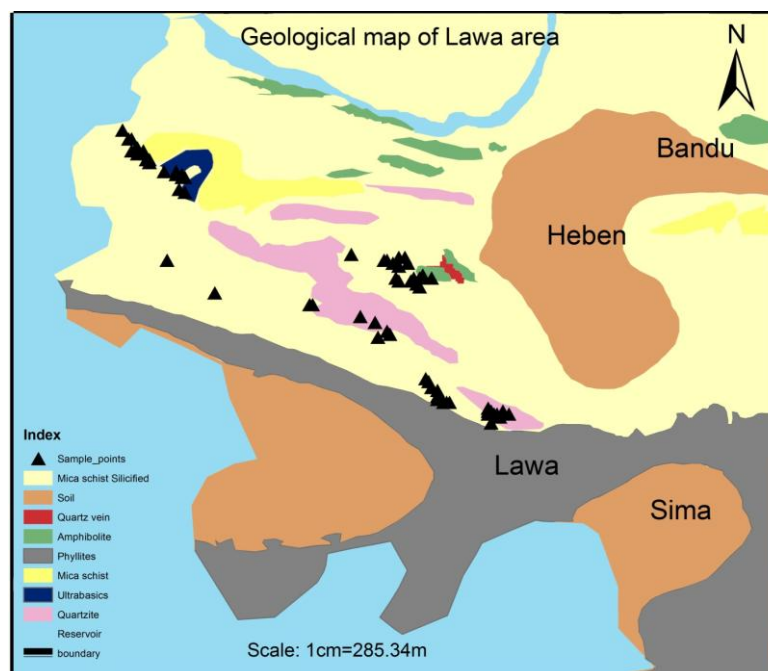 Geological map of Lawa area
N
Bandu
Heben
Lawa
Sima
Index
Sample_points
Mica schist Silicified
Soil
Quartz vein
Amphibolite
Phyllites
Mica schist
Ultrabasics
Quartzite
Reservoir
boundary
Scale: 1cm=285.34m